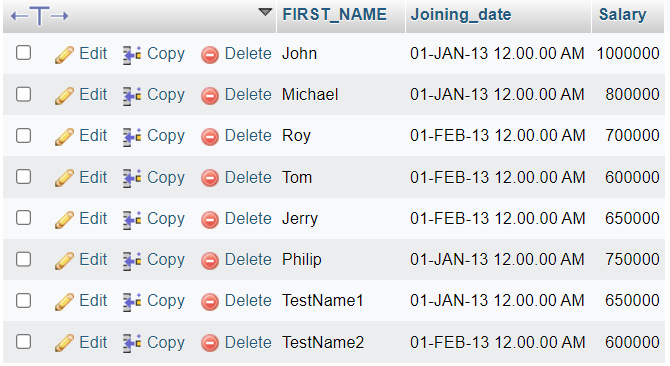 FIRST_NAME Joining_date Salary
Edit Copy Delete John 01-JAN-13 12.00.00 AM 1000000
Edit Copy Delete Michael 01-JAN-13 12.00.00 AM 800000
Edit Copy Delete Roy 01-FEB-13 12.00.00 AM 700000
Edit Copy Delete Tom 01-FEB-13 12.00.00 AM 600000
Edit Copy Delete Jerry 01-FEB-13 12.00.00 AM 650000
Edit Copy Delete Philip 01-JAN-13 12.00.00 AM 750000
Edit Copy Delete TestName1 01-JAN-13 12.00.00 AM 650000
Edit Copy Delete TestName2 01-FEB-13 12.00.00 AM 600000